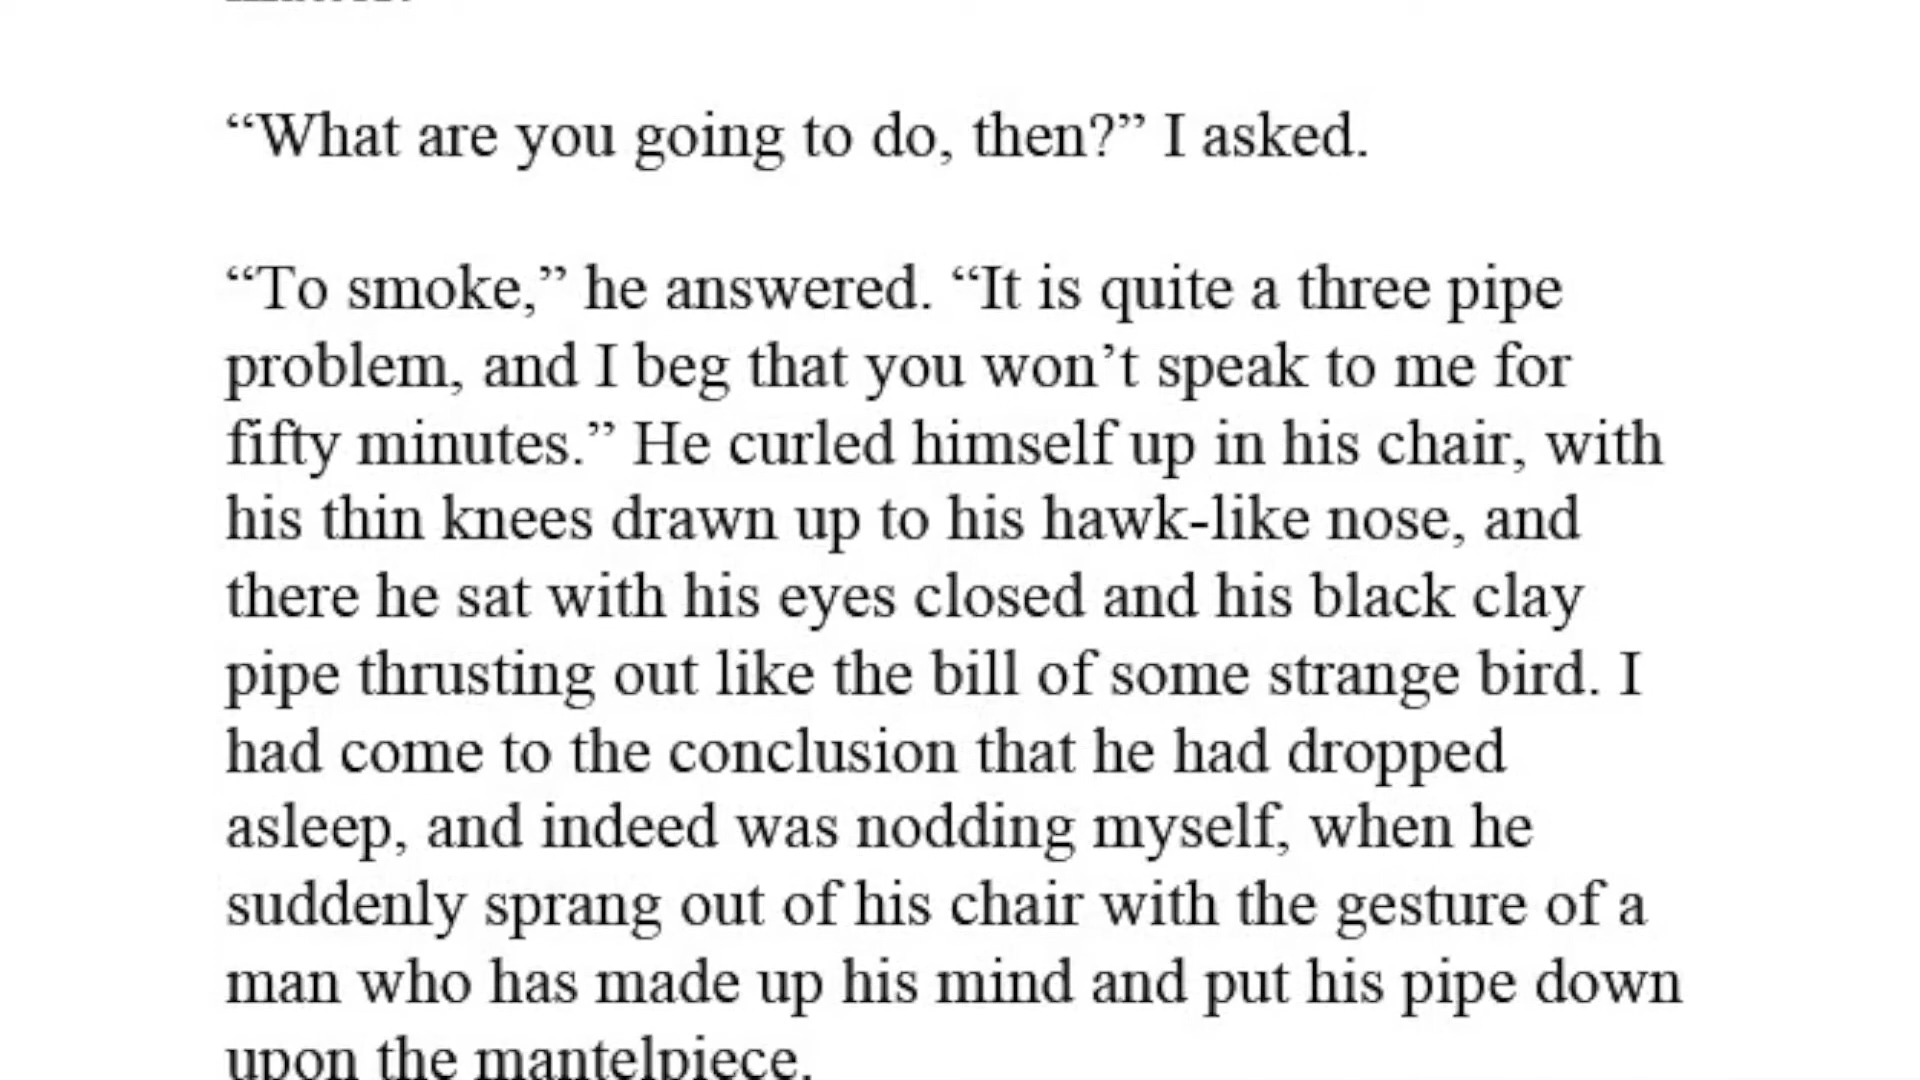 “What are you going to do, then?” I asked.
“To smoke,” he answered. “It is quite a three pipe
problem, and I beg that you won’t speak to me for
fifty minutes.” He curled himself up in his chair, with
his thin knees drawn up to his hawk-like nose, and
there he sat with his eyes closed and his black clay
pipe thrusting out like the bill of some strange bird. I
had come to the conclusion that he had dropped
asleep, and indeed was nodding myself, when he
suddenly sprang out of his chair with the gesture of a
man who has made up his mind and put his pipe down
upon the mantelpiece.